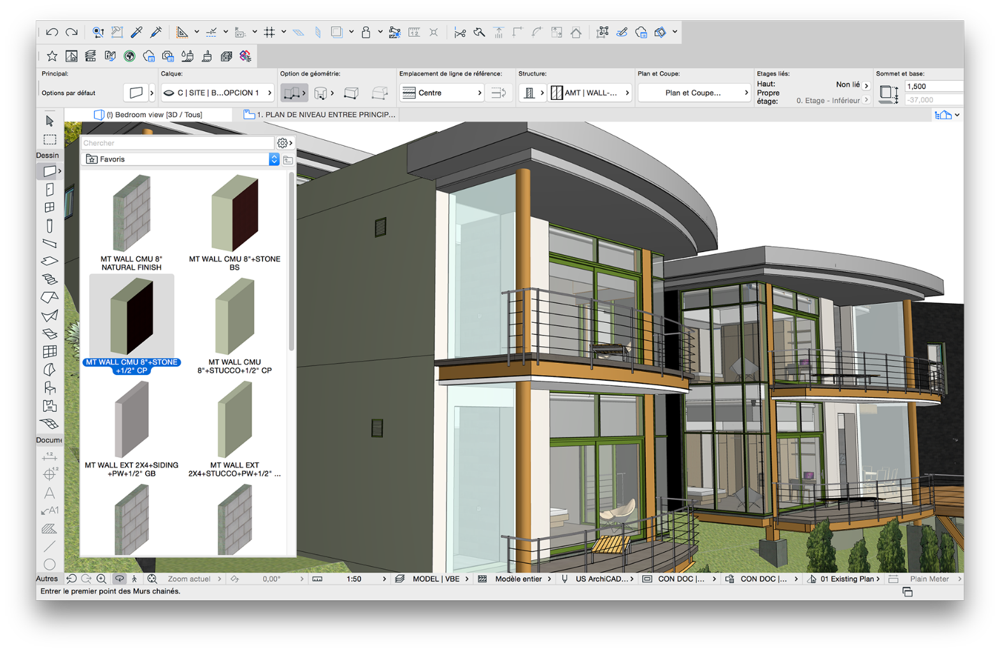 Principal:
Options par défaut
Calque:
C | SITE | B...OPCION 1
Option de géométrie:
Emplacement de ligne de référence:
Centre
Structure:
AMT | WALL-...
Plan et Coupe:
Plan et Coupe...
Etages liés:
Haut:
Non lié
Propre
étage:
0. Etage - Inférieur
Sommet et base:
1,500
-37,000
(!) Bedroom view [3D / Tous]
1. PLAN DE NIVEAU ENTREE PRINCIP...
Dessin
Chercher
Favoris
MT WALL CMU 8"
NATURAL FINISH
MT WALL CMU 8"+STONE
BS
MT WALL CMU 8"+STONE
+1/2" CP
MT WALL CMU
8"+STUCCO+1/2" CP
MT WALL EXT 2X4+SIDING
+PW+1/2" GB
MT WALL EXT
2X4+STUCCO+PW+1/2" ...
Docume
1.2
1.2
A
A1
Autres
Zoom actuel
0,00°
1:50
MODEL | VBE
Modèle entier
US ArchiCAD...
CON DOC |...
CON DOC |...
01 Existing Plan
Plain Meter
Entrer le premier point des Murs chainés.